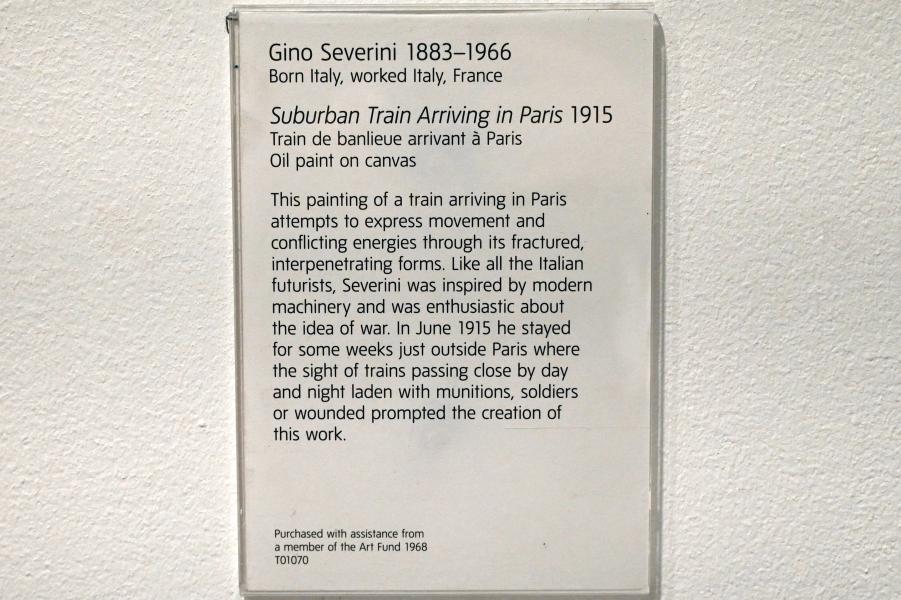 Gino Severini 1883–1966
Born Italy, worked Italy, France
Suburban Train Arriving in Paris 1915
Train de banlieue arrivant à Paris
Oil paint on canvas
This painting of a train arriving in Paris
attempts to express movement and
conflicting energies through its fractured,
interpenetrating forms. Like all the Italian
futurists, Severini was inspired by modern
machinery and was enthusiastic about
the idea of war. In June 1915 he stayed
for some weeks just outside Paris where
the sight of trains passing close by day
and night laden with munitions, soldiers
or wounded prompted the creation of
this work.
Purchased with assistance from
a member of the Art Fund 1968
T01070